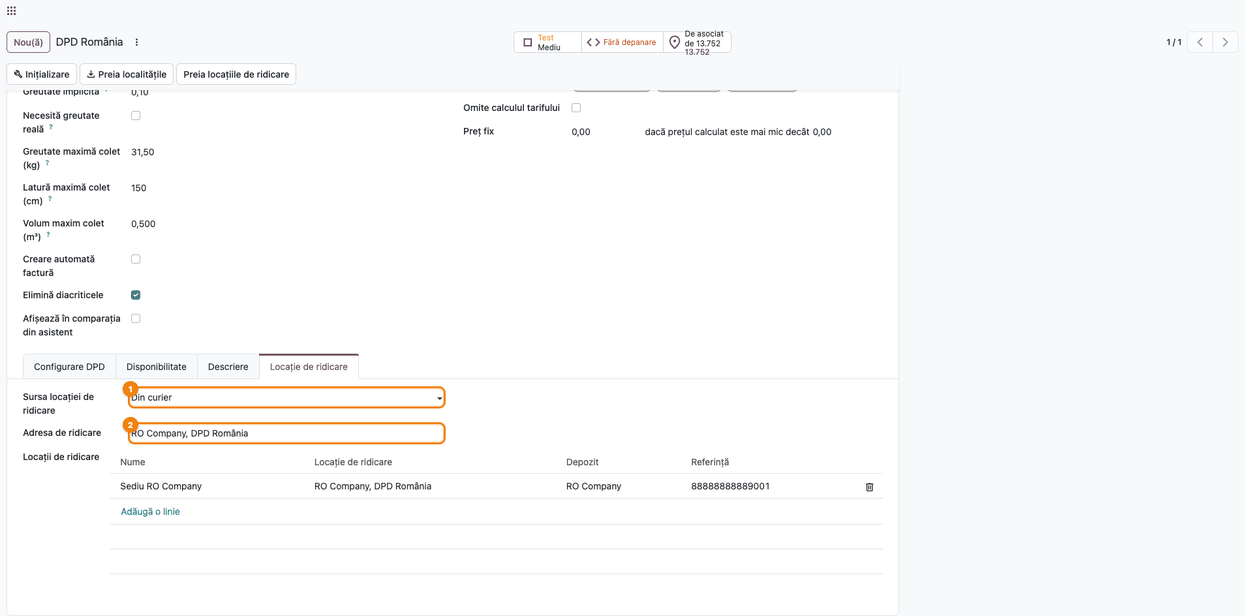 Nou(ă)
DPD România
Test
Mediu
Fără depanare
De asociat
de 13.752
13.752
1 / 1
Inițializare
Preia localitățile
Preia locațiile de ridicare
Greutate implicită ?
0,10
Omite calculul tarifului
Necesită greutate
reală ?
Preț fix
0,00
dacă prețul calculat este mai mic decât 0,00
Greutate maximă colet
(kg) ?
31,50
Latură maximă colet
(cm) ?
150
Volum maxim colet
(m³) ?
0,500
Creare automată
factură
Elimină diacriticele
Afișează în comparația
din asistent
Configurare DPD
Disponibilitate
Descriere
Locație de ridicare
1
Sursa locației de
ridicare
Din curier
2
Adresa de ridicare
RO Company, DPD România
Locații de ridicare
Nume
Locație de ridicare
Depozit
Referință
Sediu RO Company
RO Company, DPD România
RO Company
88888888889001
Adăugă o linie